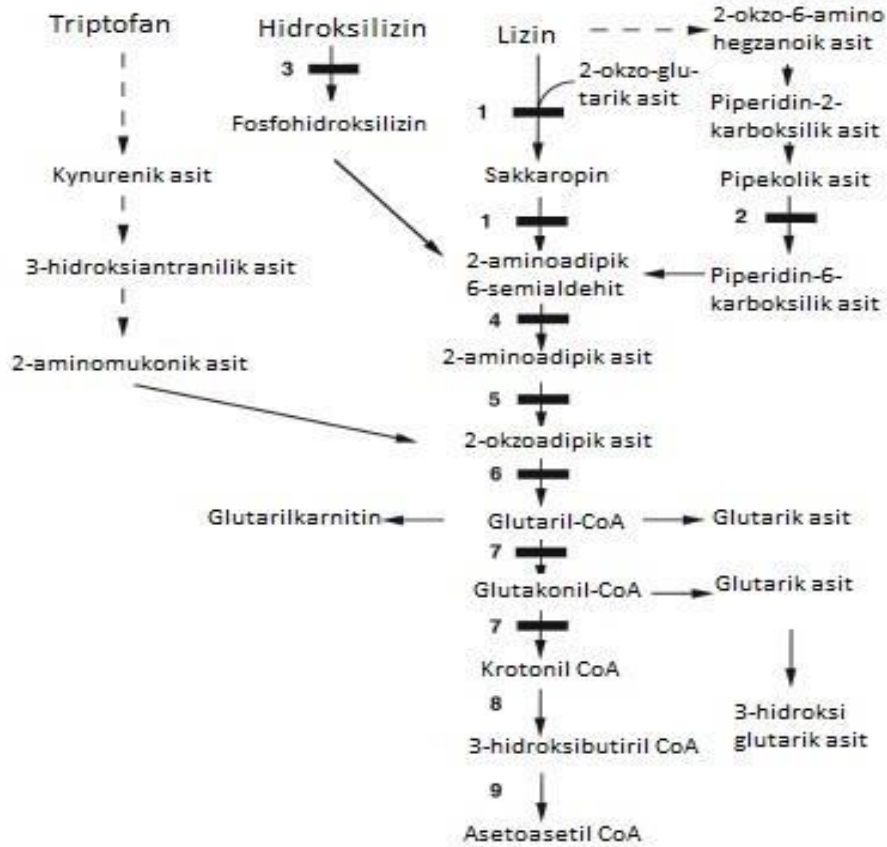 Triptofan
Hidroksilizin
Lizin
2-okzo-6-amino
hegzanoik asit
3
2-okzo-glu-
tarik asit
1
Fosfohidroksilizin
Piperidin-2-
karboksilik asit
Kynurenik asit
Sakkaropin
Pipekolik asit
1
2
3-hidroksiantranilik asit
2-aminoadipik
6-semialdehit
Piperidin-6-
karboksilik asit
4
2-aminomukonik asit
2-aminoadipik asit
5
2-okzoadipik asit
6
Glutarilkarnitin
Glutaril-CoA
Glutarik asit
7
Glutakonil-CoA
Glutarik asit
7
Krotonil CoA
8
3-hidroksi
glutarik asit
3-hidroksibutiril CoA
9
Asetoasetil CoA